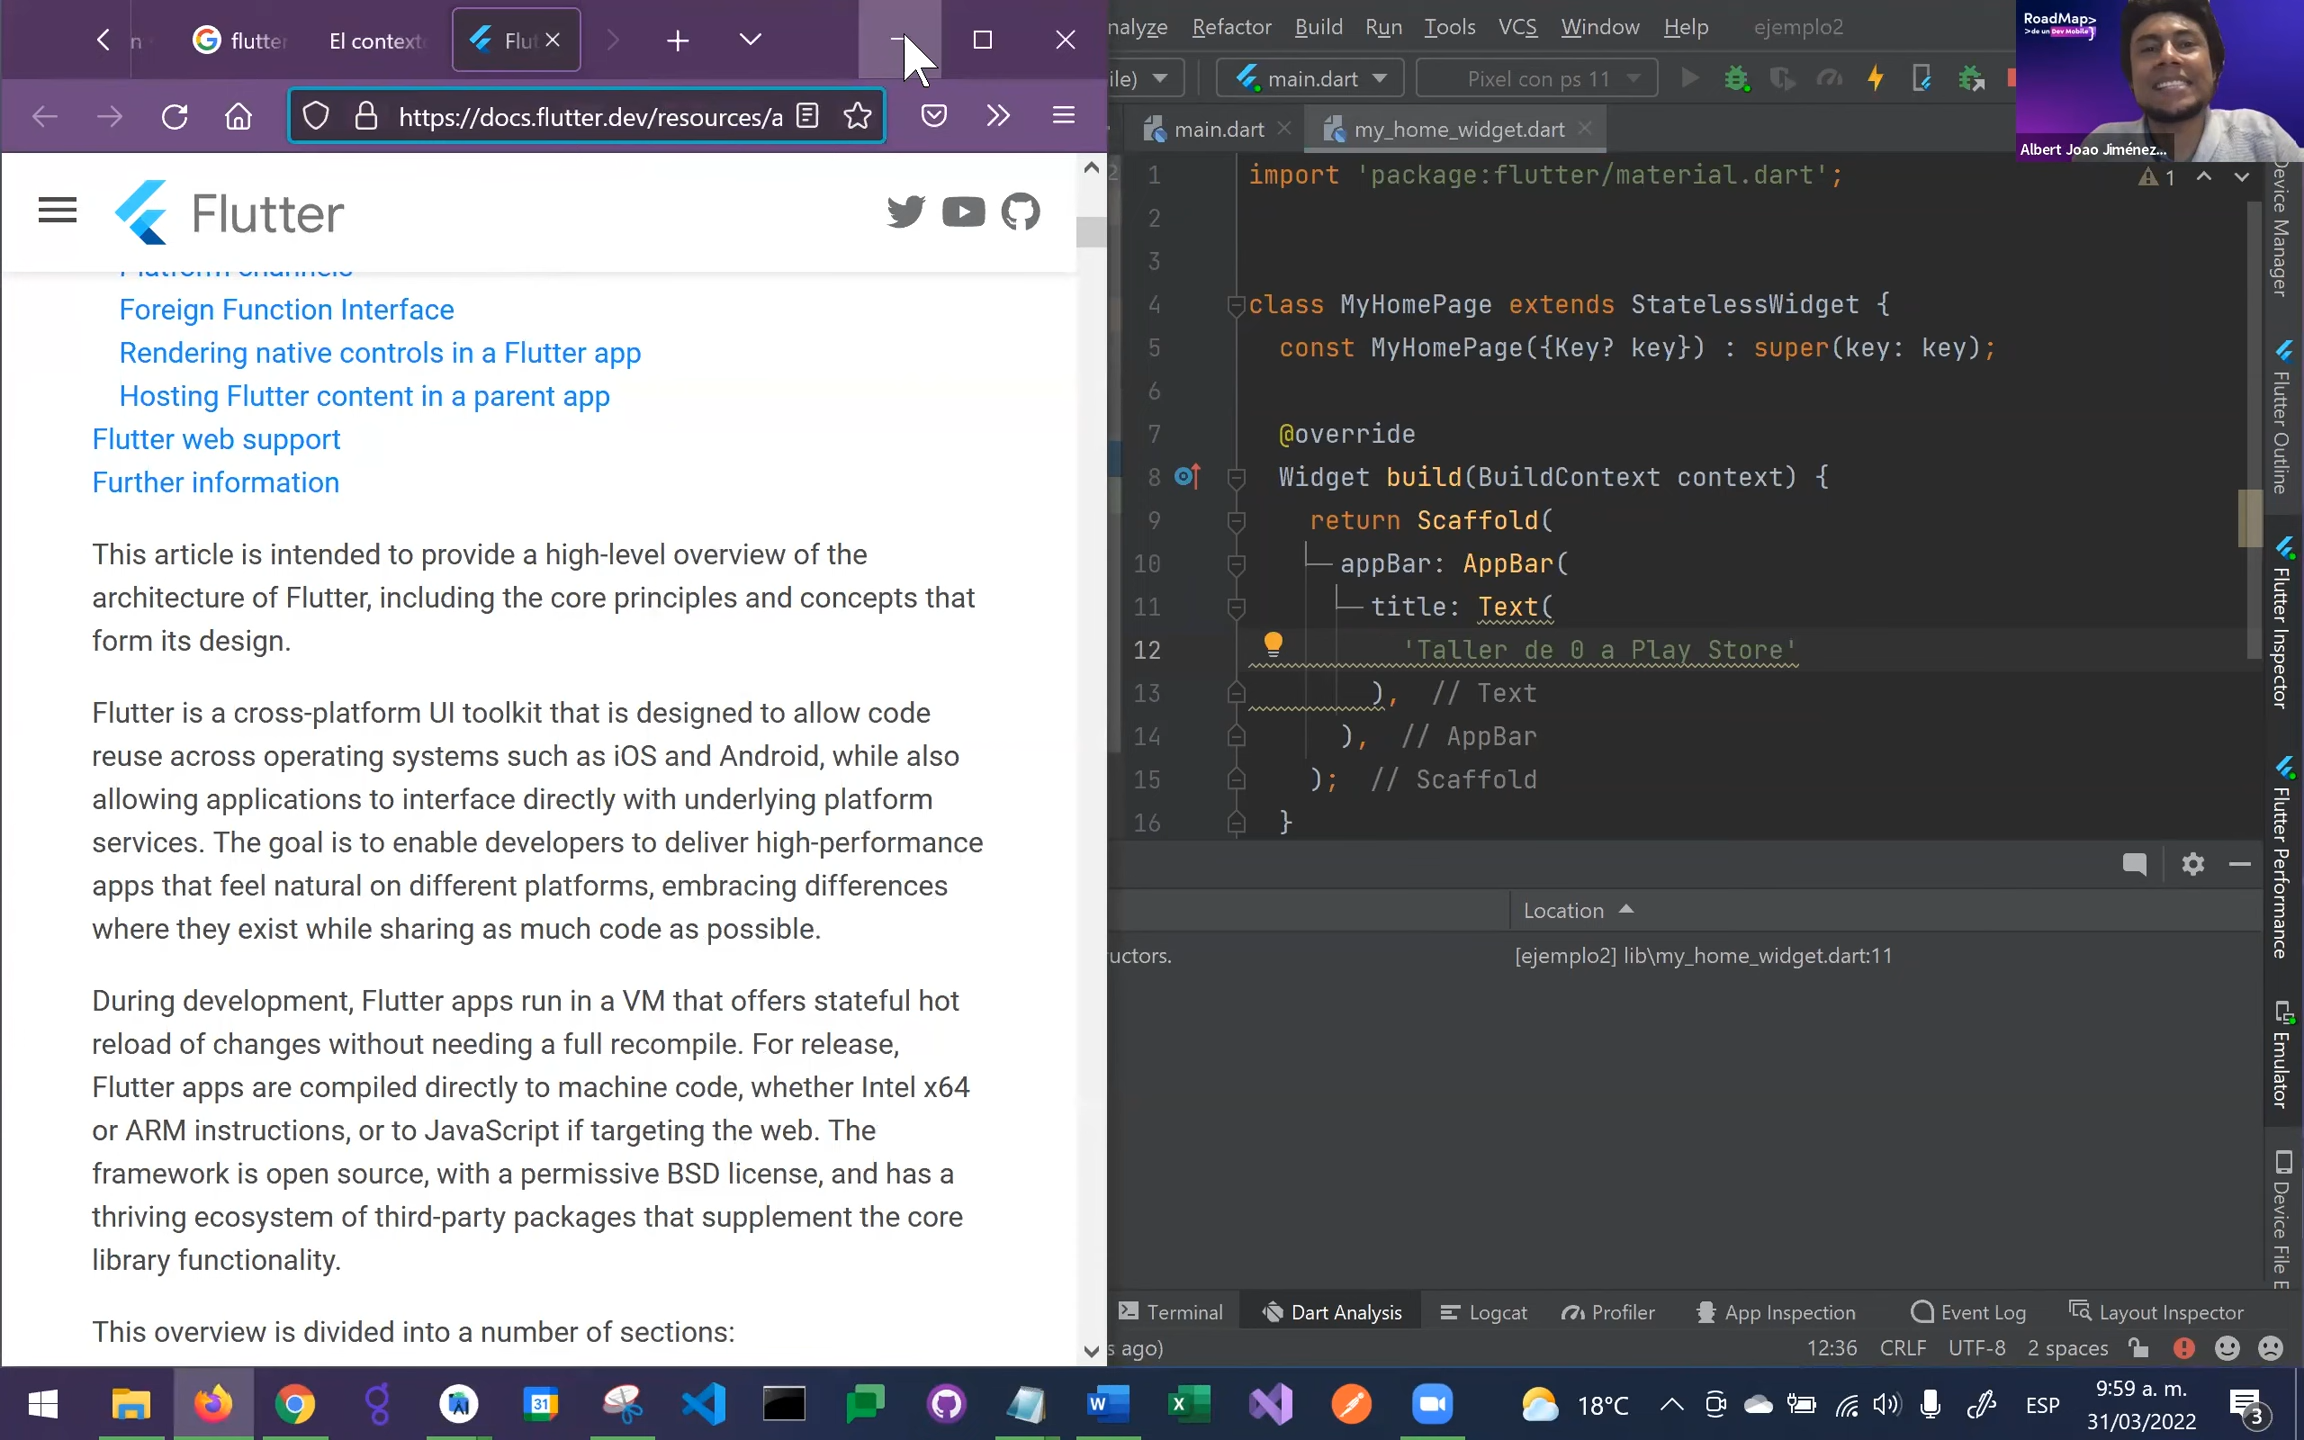 flutter
El context
Flut
https://docs.flutter.dev/resources/a
Flutter
Platform channels
Foreign Function Interface
Rendering native controls in a Flutter app
Hosting Flutter content in a parent app
Flutter web support
Further information
This article is intended to provide a high-level overview of the
architecture of Flutter, including the core principles and concepts that
form its design.
Flutter is a cross-platform UI toolkit that is designed to allow code
reuse across operating systems such as iOS and Android, while also
allowing applications to interface directly with underlying platform
services. The goal is to enable developers to deliver high-performance
apps that feel natural on different platforms, embracing differences
where they exist while sharing as much code as possible.
During development, Flutter apps run in a VM that offers stateful hot
reload of changes without needing a full recompile. For release,
Flutter apps are compiled directly to machine code, whether Intel x64
or ARM instructions, or to JavaScript if targeting the web. The
framework is open source, with a permissive BSD license, and has a
thriving ecosystem of third-party packages that supplement the core
library functionality.
This overview is divided into a number of sections:
nalyze Refactor Build Run Tools VCS Window Help ejemplo2
ile) main.dart Pixel con ps 11
main.dart my_home_widget.dart
RoadMap>
>de un Dev Mobile}
Albert Joao Jiménez...
1
1 import 'package:flutter/material.dart';
2
3
4 class MyHomePage extends StatelessWidget {
5 const MyHomePage({Key? key}) : super(key: key);
6
7 @override
8 Widget build(BuildContext context) {
9 return Scaffold(
10 appBar: AppBar(
11 title: Text(
12 'Taller de 0 a Play Store'
13 ), // Text
14 ), // AppBar
15 ); // Scaffold
16 }
Location
uctors. [ejemplo2] lib\my_home_widget.dart:11
Device Manager
Flutter Outline
Flutter Inspector
Flutter Performance
Emulator
Device File E
Terminal Dart Analysis Logcat Profiler App Inspection Event Log Layout Inspector
s ago) 12:36 CRLF UTF-8 2 spaces
31
W
X
18°C ESP
9:59 a. m.
31/03/2022
3